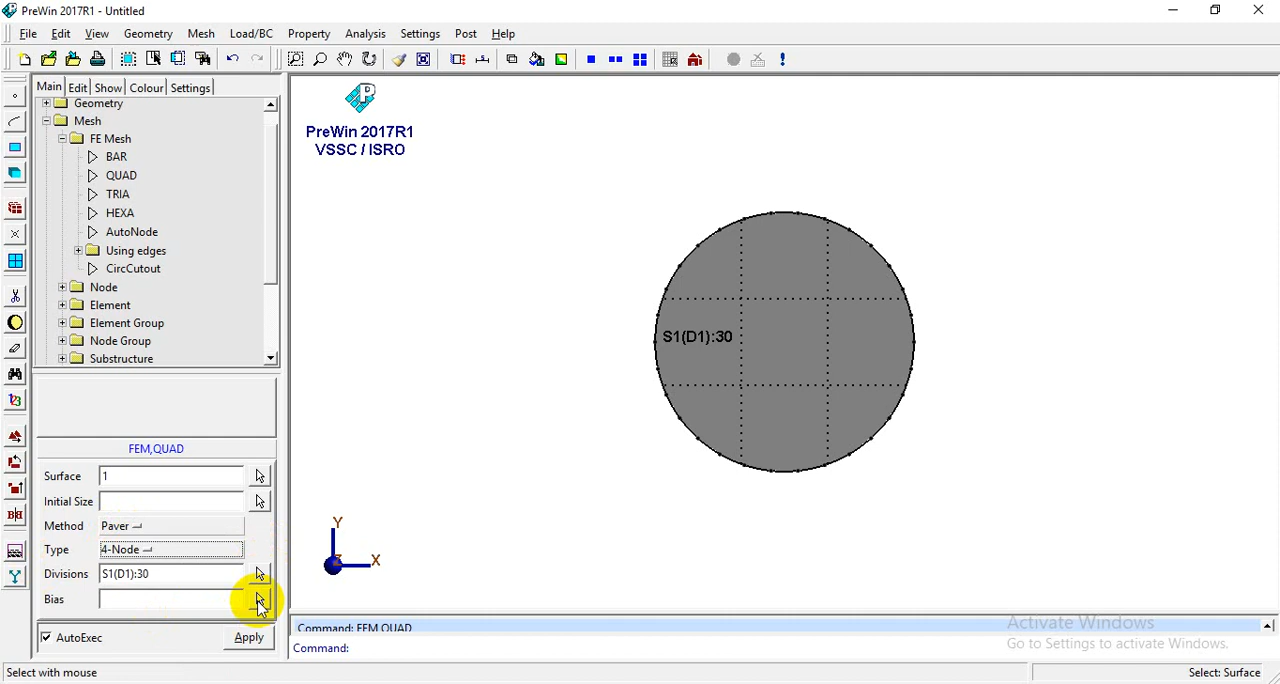 PreWin 2017R1 - Untitled
File Edit View Geometry Mesh Load/BC Property Analysis Settings Post Help
Main Edit Show Colour Settings
Geometry
Mesh
FE Mesh
BAR
QUAD
TRIA
HEXA
AutoNode
Using edges
CircCutout
Node
Element
Element Group
Node Group
Substructure
FEM,QUAD
Surface 1
Initial Size
Method Paver
Type 4-Node
Divisions S1(D1):30
Bias
AutoExec Apply
PreWin 2017R1
VSSC / ISRO
S1(D1):30
Y
Z X
Command: FEM QUAD
Command:
Activate Windows
Go to Settings to activate Windows.
Select with mouse
Select: Surface